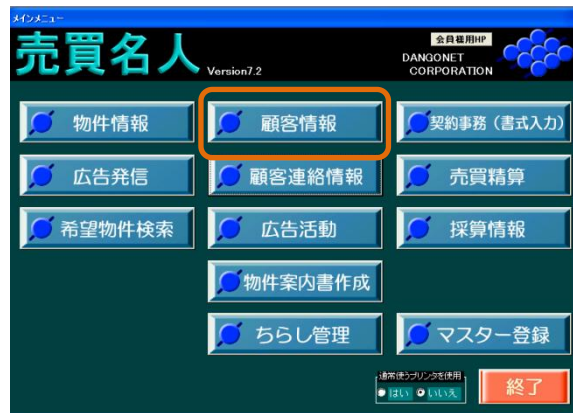 メインメニュー
売買名人 Version7.2
会員様用HP
DANGONET
CORPORATION
物件情報 顧客情報 契約事務（書式入力）
広告発信 顧客連絡情報 売買精算
希望物件検索 広告活動 採算情報
物件案内書作成
ちらし管理 マスター登録
通常使うプリンタを使用
はい いいえ 終了